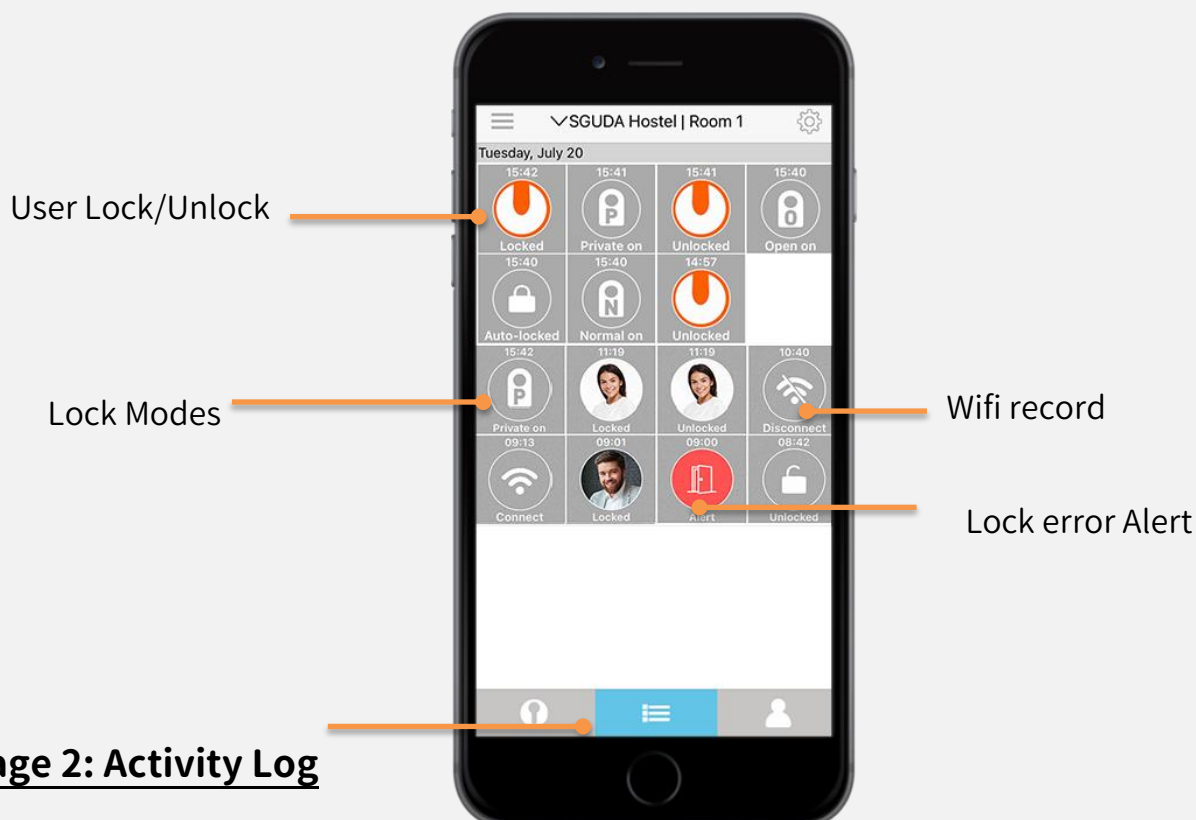 SGUDA Hostel | Room 1
Tuesday, July 20
15:42 15:41 15:41 15:40
P O
Locked Private on Unlocked Open on
15:40 15:40 14:57
N
Auto-locked Normal on Unlocked
15:42 11:19 11:19 10:40
P
Private on Locked Unlocked Disconnect
09:13 09:01 09:00 08:42
Connect Locked Alert Unlocked
User Lock/Unlock
Lock Modes
Wifi record
Lock error Alert
age 2: Activity Log